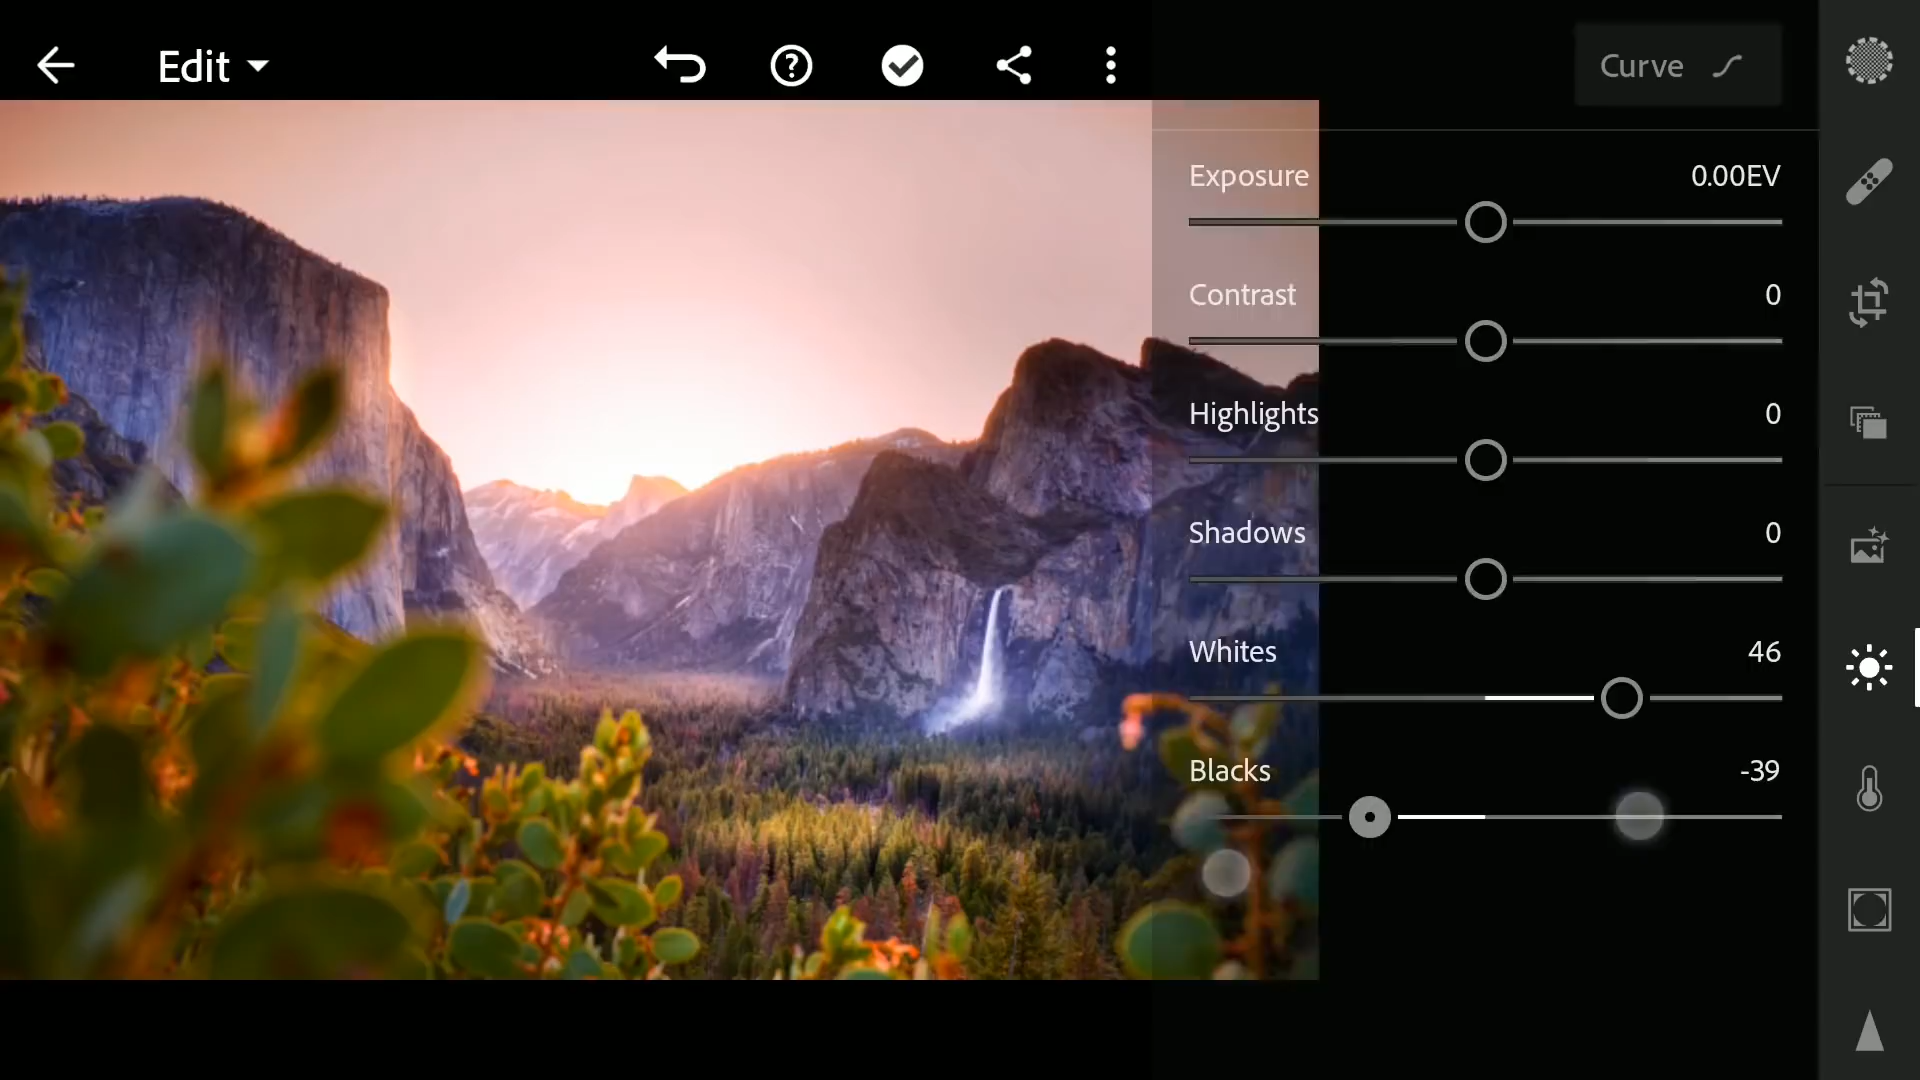 Edit
Curve
Exposure 0.00EV
Contrast 0
Highlights 0
Shadows 0
Whites 46
Blacks -39